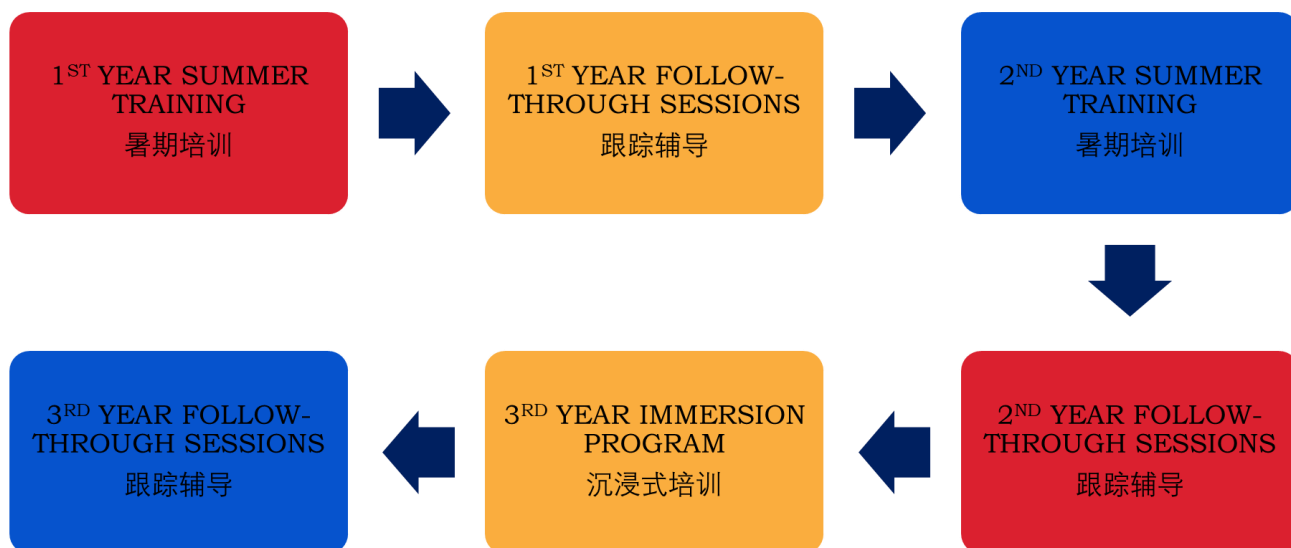 1ST YEAR SUMMER
TRAINING
暑期培训
1ST YEAR FOLLOW-
THROUGH SESSIONS
跟踪辅导
2ND YEAR SUMMER
TRAINING
暑期培训
2ND YEAR FOLLOW-
THROUGH SESSIONS
跟踪辅导
3RD YEAR IMMERSION
PROGRAM
沉浸式培训
3RD YEAR FOLLOW-
THROUGH SESSIONS
跟踪辅导